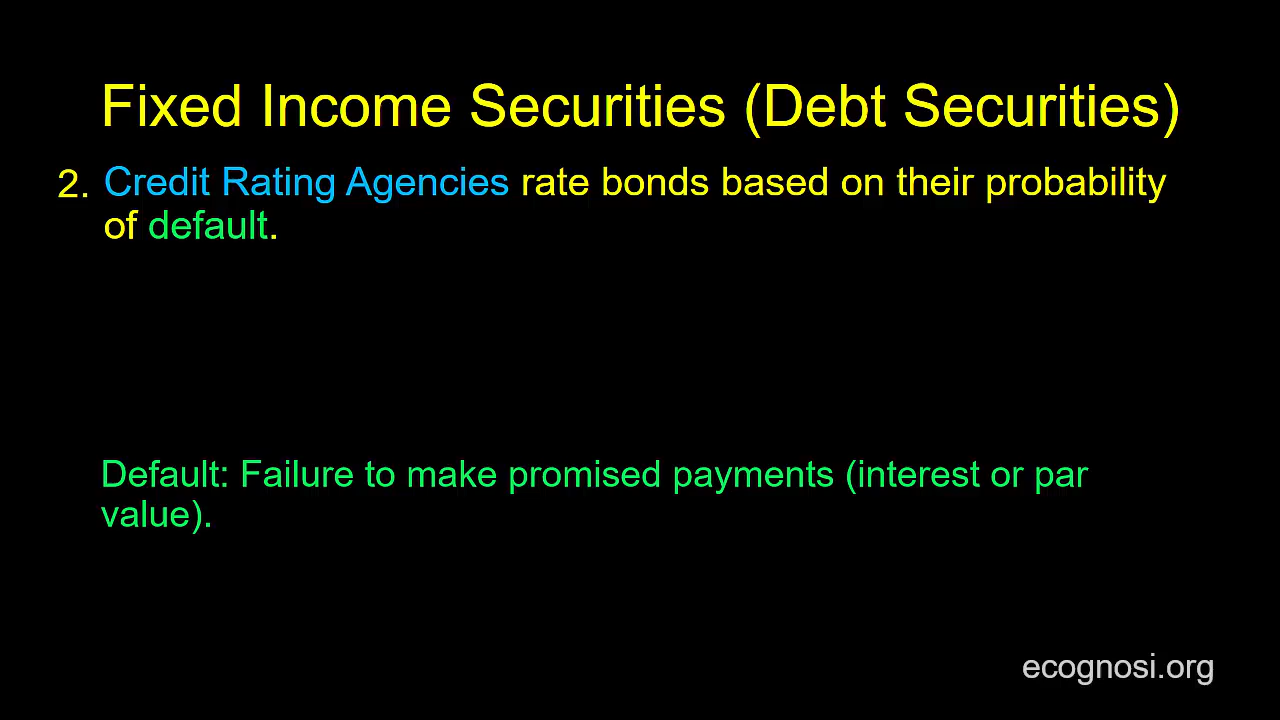 Fixed Income Securities (Debt Securities)
2. Credit Rating Agencies rate bonds based on their probability
of default.
Default: Failure to make promised payments (interest or par
value).
ecognosi.org